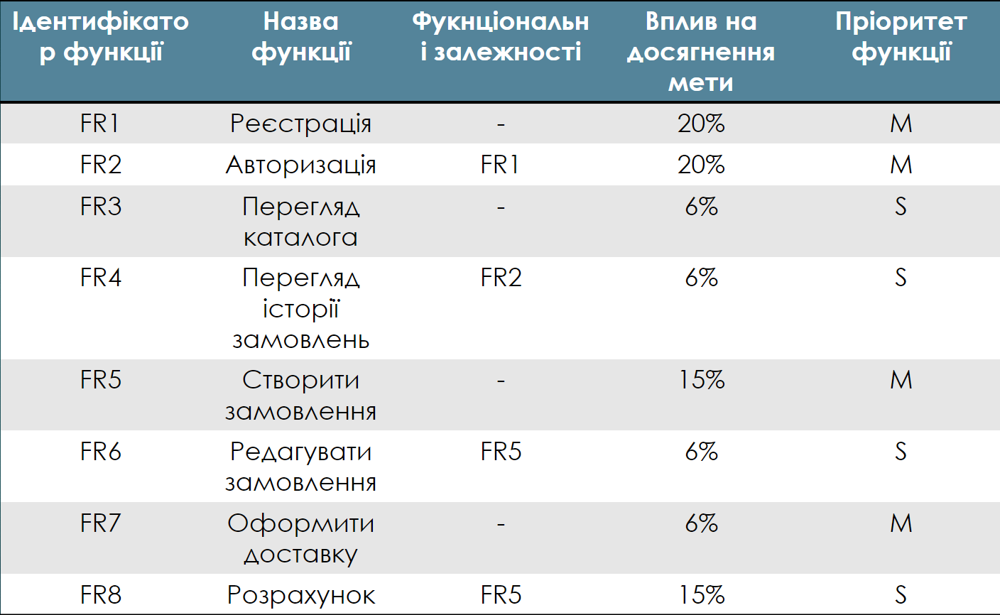 Ідентифікато Назва Фукнціональн Вплив на Пріоритет
р функції функції і залежності досягнення функції
мети
FR1 Реєстрація - 20% M
FR2 Авторизація FR1 20% M
FR3 Перегляд - 6% S
каталога
FR4 Перегляд FR2 6% S
історії
замовлень
FR5 Створити - 15% M
замовлення
FR6 Редагувати FR5 6% S
замовлення
FR7 Оформити - 6% M
доставку
FR8 Розрахунок FR5 15% S